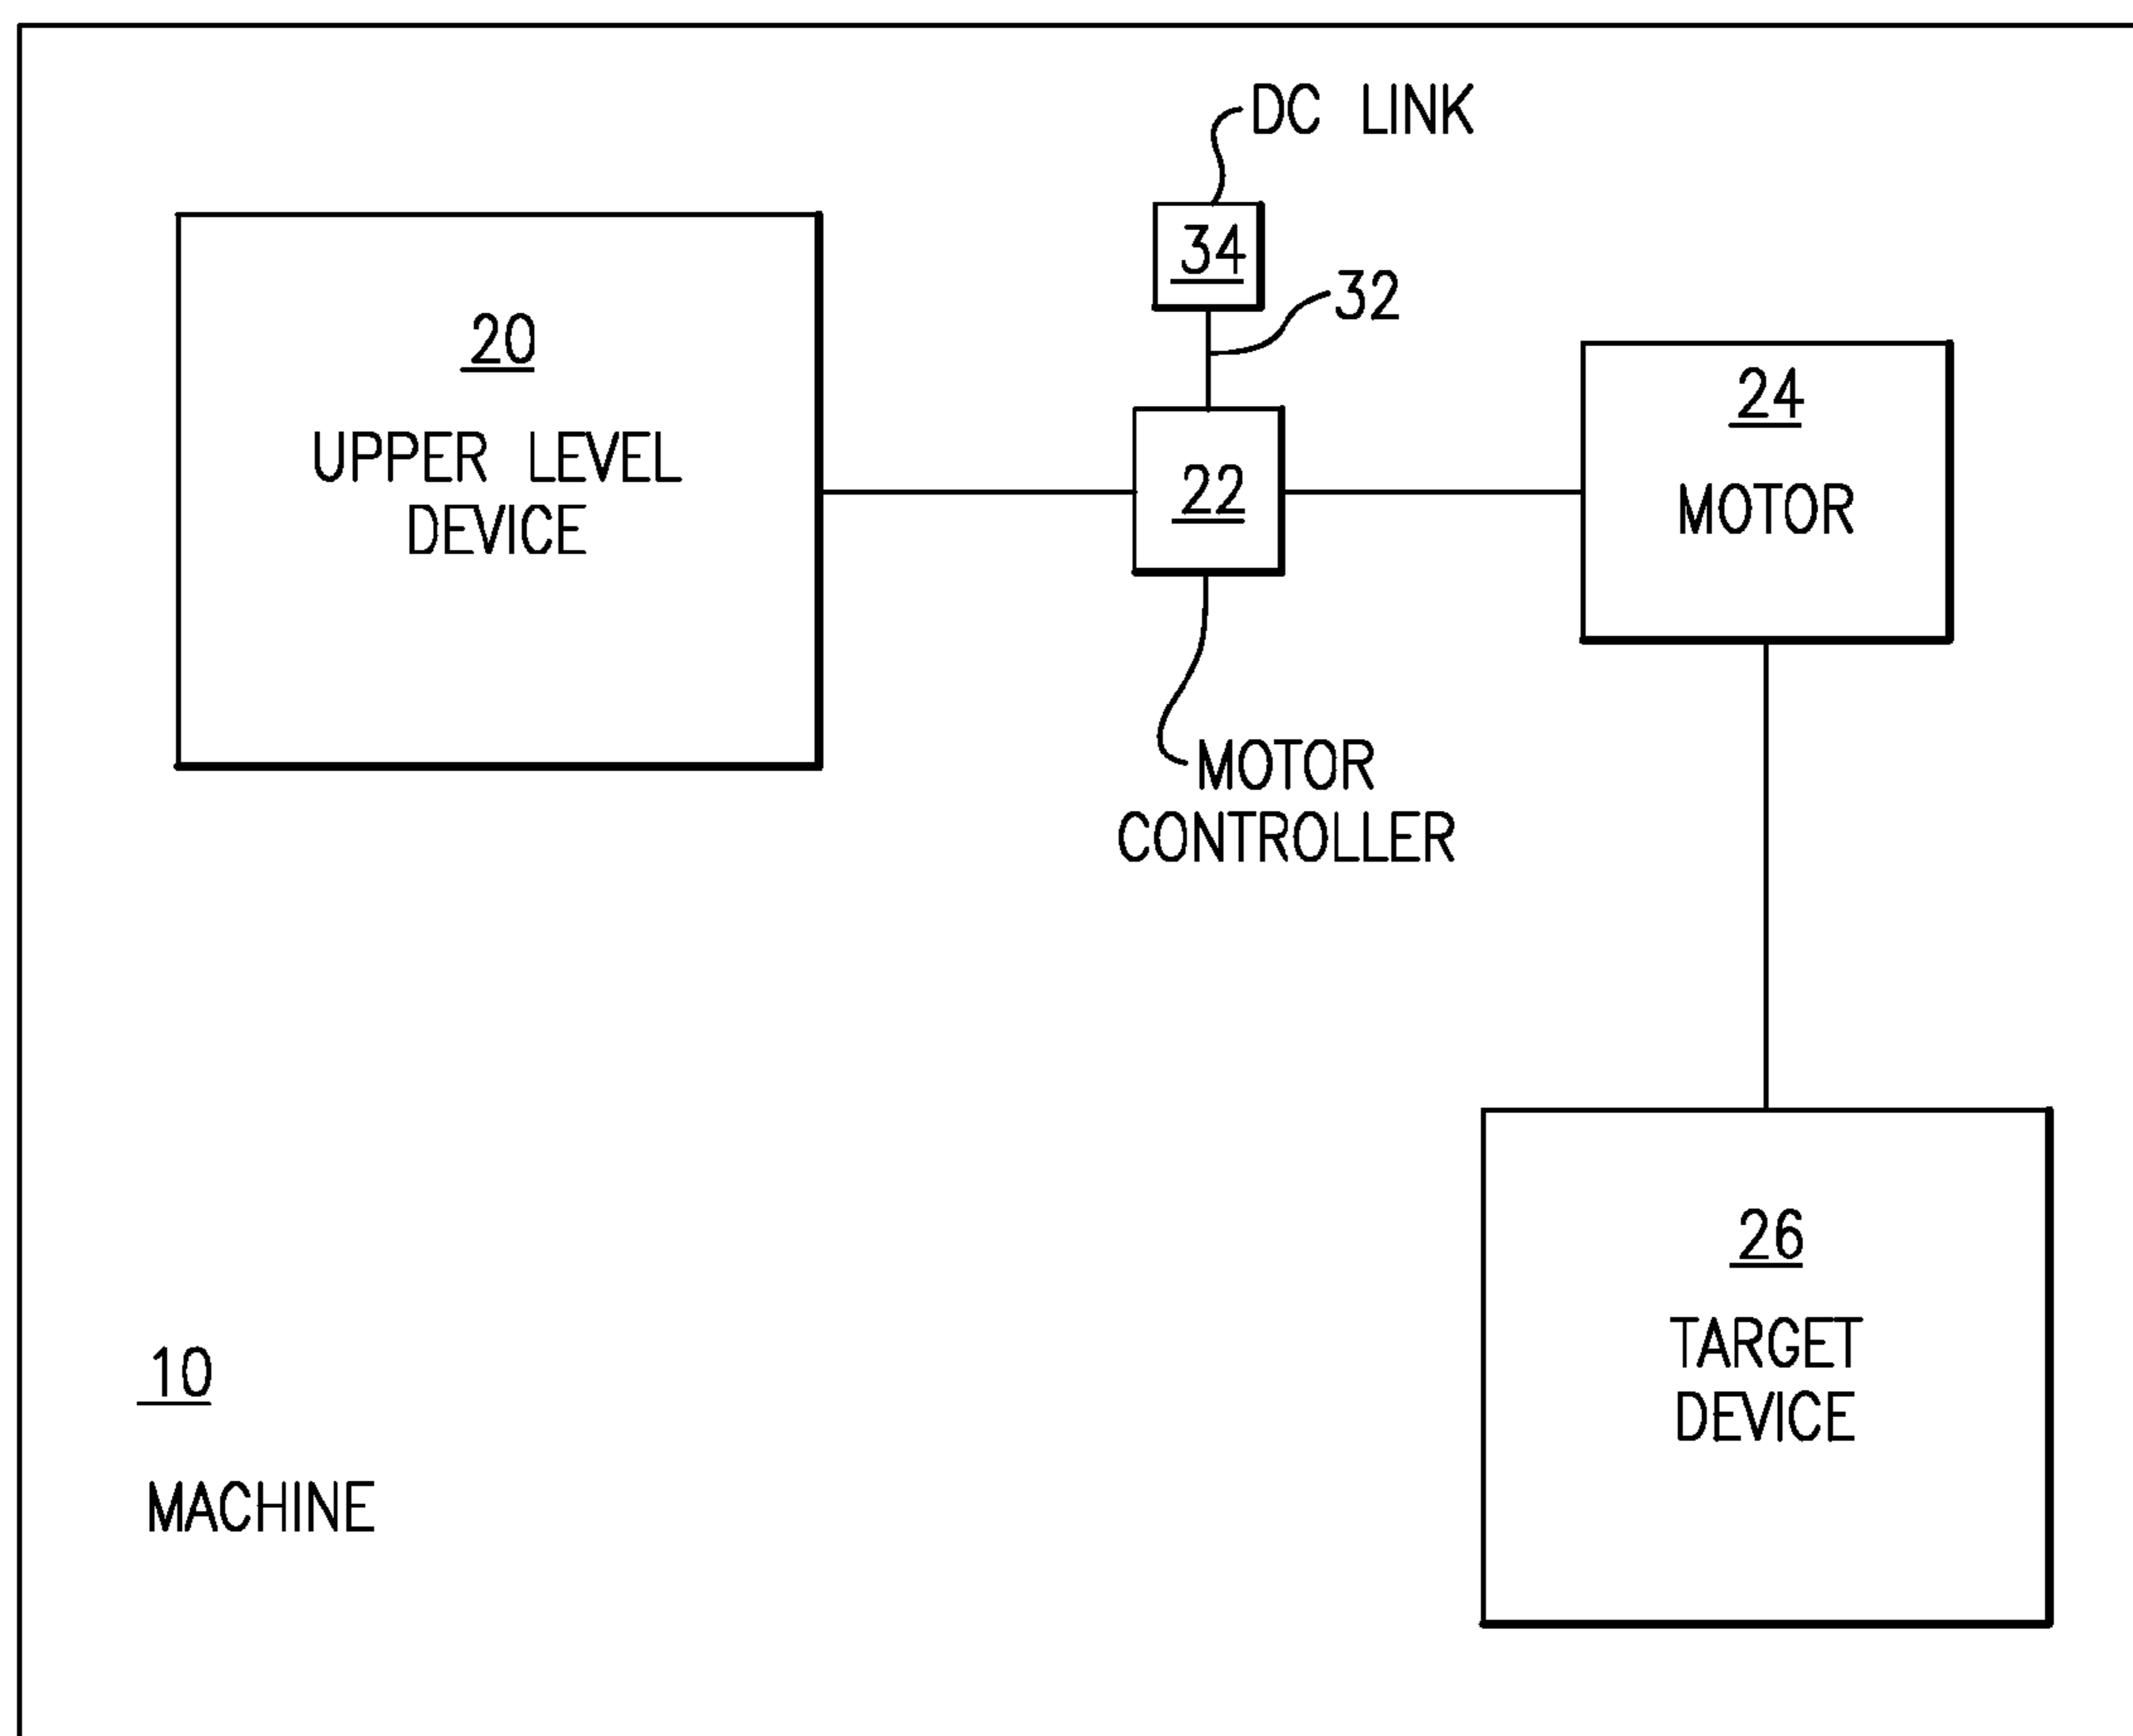 DC LINK
34
32
20
UPPER LEVEL
DEVICE
22
24
MOTOR
MOTOR
CONTROLLER
26
TARGET
DEVICE
10
MACHINE